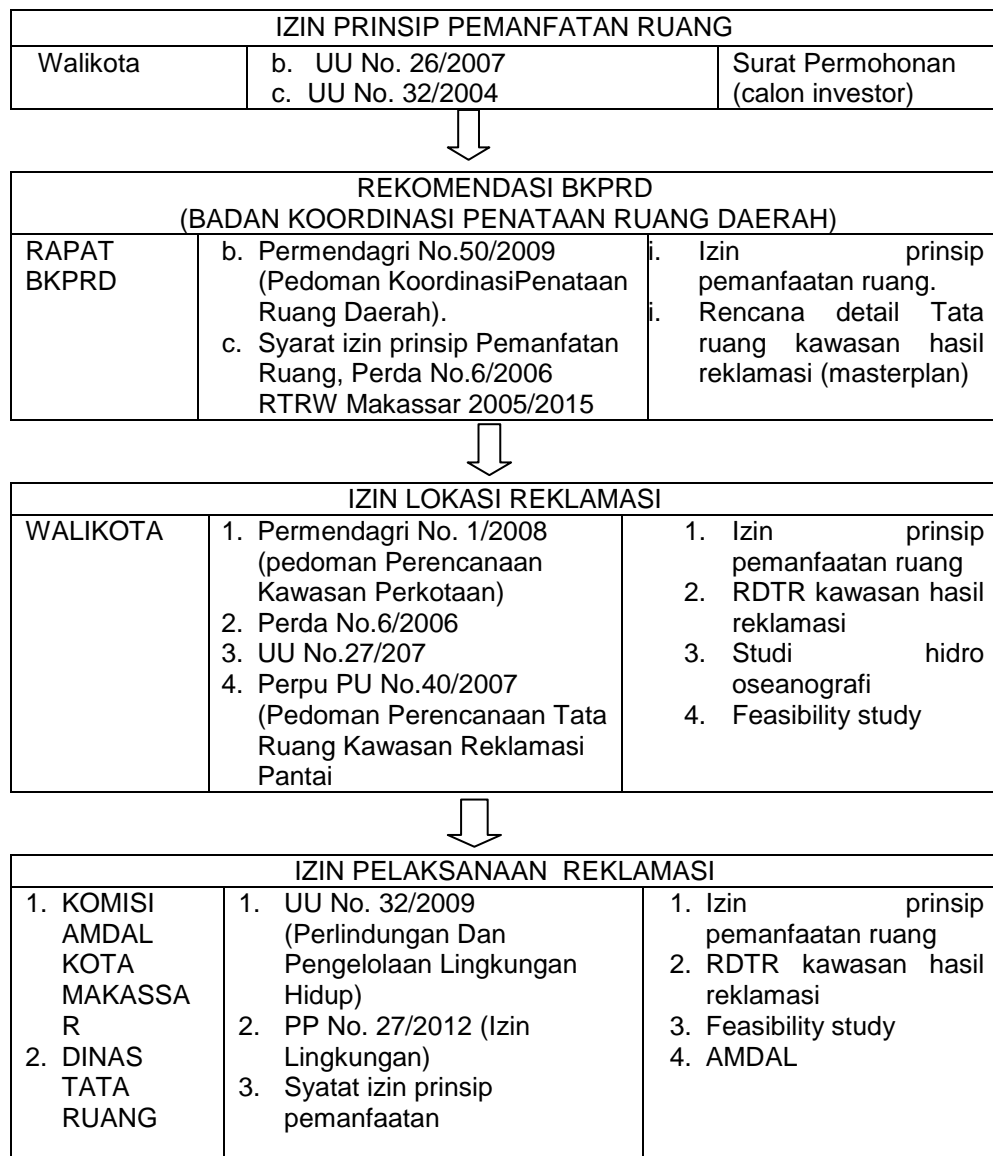 IZIN PRINSIP PEMANFATAN RUANG
Walikota
b. UU No. 26/2007
c. UU No. 32/2004
Surat Permohonan
(calon investor)
REKOMENDASI BKPRD
(BADAN KOORDINASI PENATAAN RUANG DAERAH)
RAPAT
BKPRD
b. Permendagri No.50/2009
(Pedoman KoordinasiPenataan
Ruang Daerah).
c. Syarat izin prinsip Pemanfatan
Ruang, Perda No.6/2006
RTRW Makassar 2005/2015
i. Izin prinsip
pemanfaatan ruang.
i. Rencana detail Tata
ruang kawasan hasil
reklamasi (masterplan)
IZIN LOKASI REKLAMASI
WALIKOTA
1. Permendagri No. 1/2008
(pedoman Perencanaan
Kawasan Perkotaan)
2. Perda No.6/2006
3. UU No.27/207
4. Perpu PU No.40/2007
(Pedoman Perencanaan Tata
Ruang Kawasan Reklamasi
Pantai
1. Izin prinsip
pemanfaatan ruang
2. RDTR kawasan hasil
reklamasi
3. Studi hidro
oseanografi
4. Feasibility study
IZIN PELAKSANAAN REKLAMASI
1. KOMISI
AMDAL
KOTA
MAKASSA
R
2. DINAS
TATA
RUANG
1. UU No. 32/2009
(Perlindungan Dan
Pengelolaan Lingkungan
Hidup)
2. PP No. 27/2012 (Izin
Lingkungan)
3. Syatat izin prinsip
pemanfaatan
1. Izin prinsip
pemanfaatan ruang
2. RDTR kawasan hasil
reklamasi
3. Feasibility study
4. AMDAL